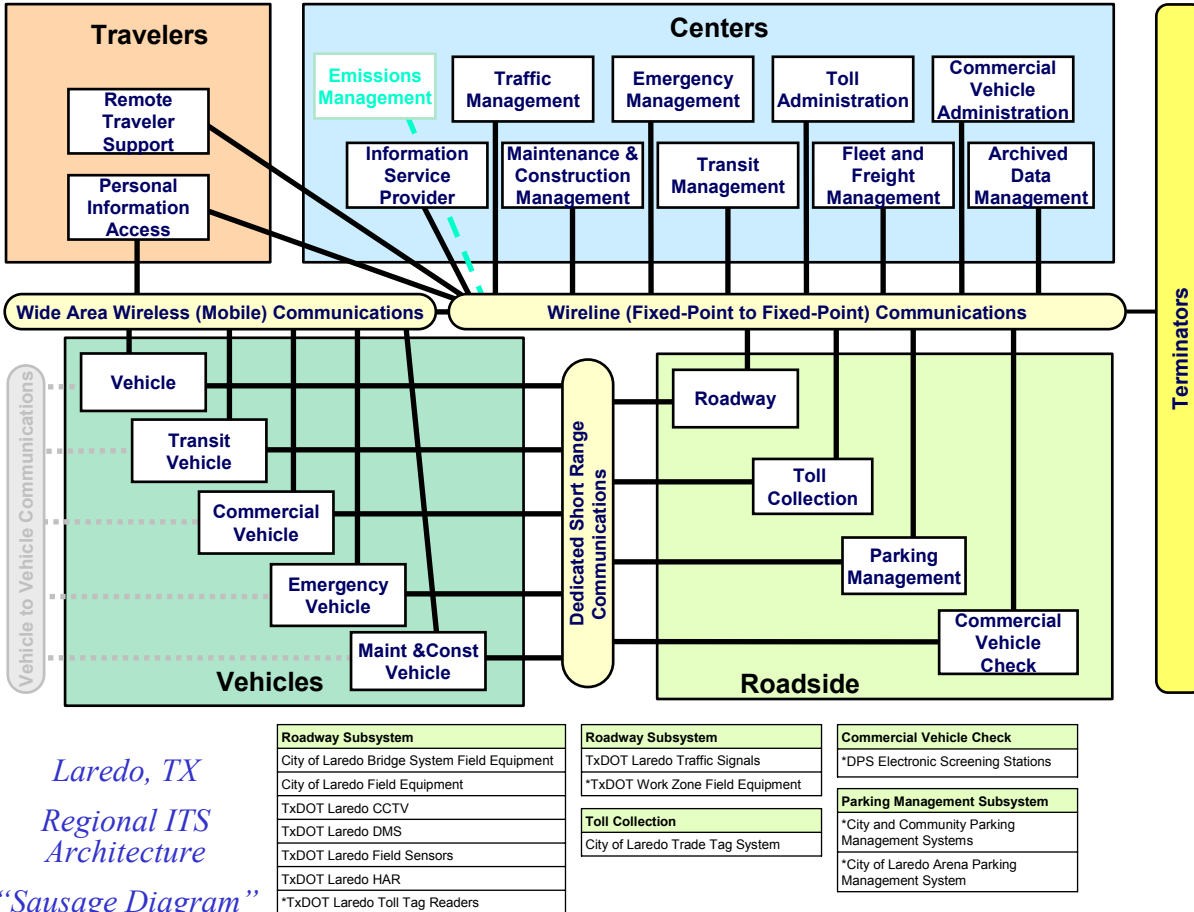 Travelers
Remote
Traveler
Support
Personal
Information
Access
Centers
Emissions
Management
Traffic
Management
Emergency
Management
Toll
Administration
Commercial
Vehicle
Administration
Information
Service
Provider
Maintenance &
Construction
Management
Transit
Management
Fleet and
Freight
Management
Archived
Data
Management
Terminators
Wide Area Wireless (Mobile) Communications
Wireline (Fixed-Point to Fixed-Point) Communications
Vehicle to Vehicle Communications
Vehicle
Transit
Vehicle
Commercial
Vehicle
Emergency
Vehicle
Maint &Const
Vehicle
Vehicles
Dedicated Short Range
Communications
Roadway
Toll
Collection
Parking
Management
Commercial
Vehicle
Check
Roadside
Laredo, TX
Regional ITS
Architecture
“Sausage Diagram”
Roadway Subsystem
City of Laredo Bridge System Field Equipment
City of Laredo Field Equipment
TxDOT Laredo CCTV
TxDOT Laredo DMS
TxDOT Laredo Field Sensors
TxDOT Laredo HAR
*TxDOT Laredo Toll Tag Readers
Roadway Subsystem
TxDOT Laredo Traffic Signals
*TxDOT Work Zone Field Equipment
Toll Collection
City of Laredo Trade Tag System
Commercial Vehicle Check
*DPS Electronic Screening Stations
Parking Management Subsystem
*City and Community Parking
Management Systems
*City of Laredo Arena Parking
Management System